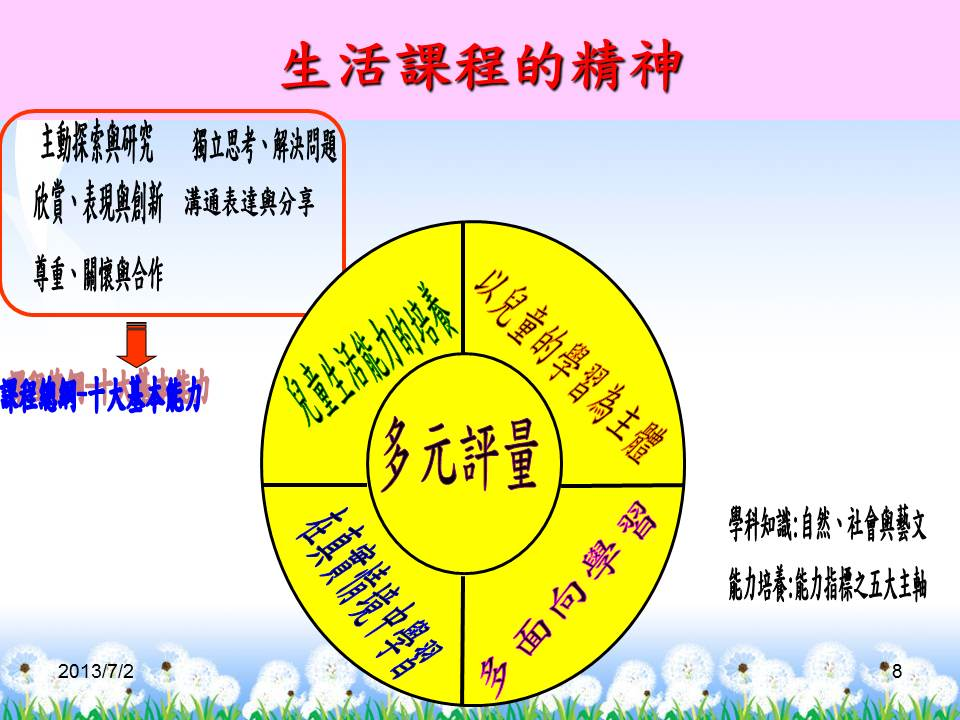 生活課程的精神
主動探索與研究
獨立思考、解決問題
欣賞、表現與創新
溝通表達與分享
尊重、關懷與合作
課程總綱-十大基本能力
兒童生活能力的培養
以兒童的學習為主體
多元評量
在真實情境中學習
多面向學習
學科知識:自然、社會與藝文
能力培養:能力指標之五大主軸
2013/7/2
8